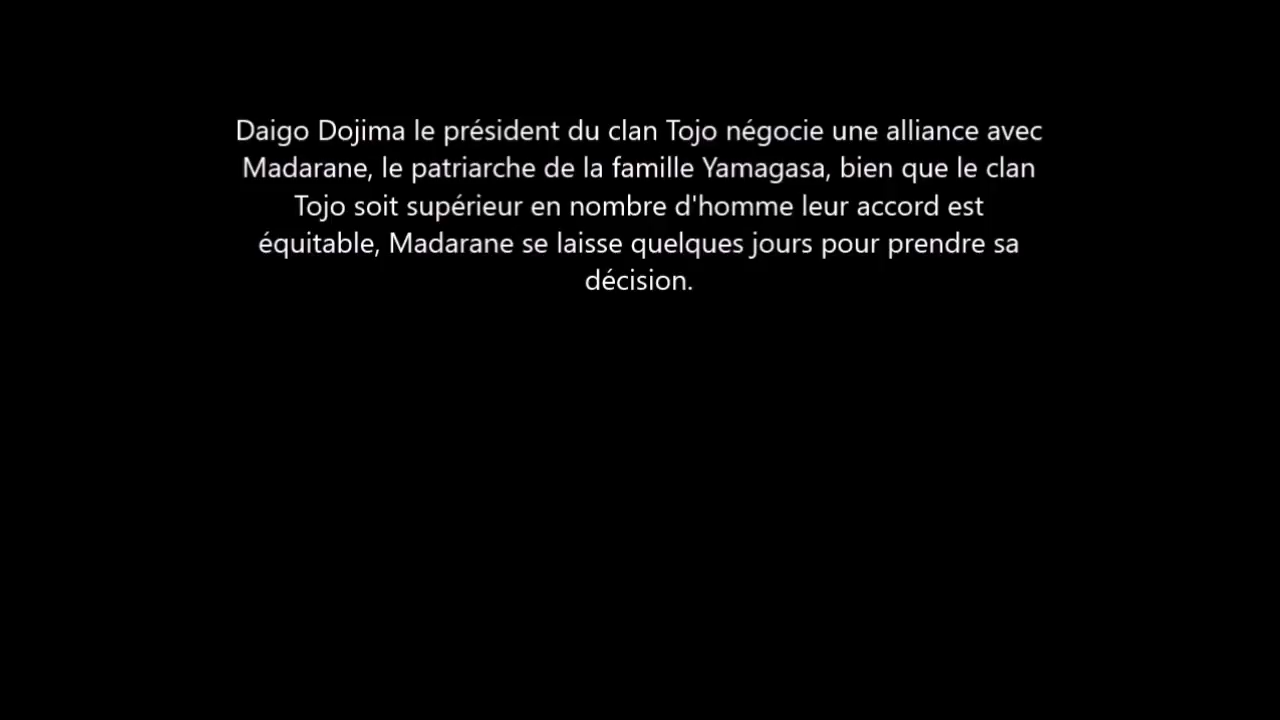 Daigo Dojima le président du clan Tojo négocie une alliance avec
Madarane, le patriarche de la famille Yamagasa, bien que le clan
Tojo soit supérieur en nombre d'homme leur accord est
équitable, Madarane se laisse quelques jours pour prendre sa
décision.